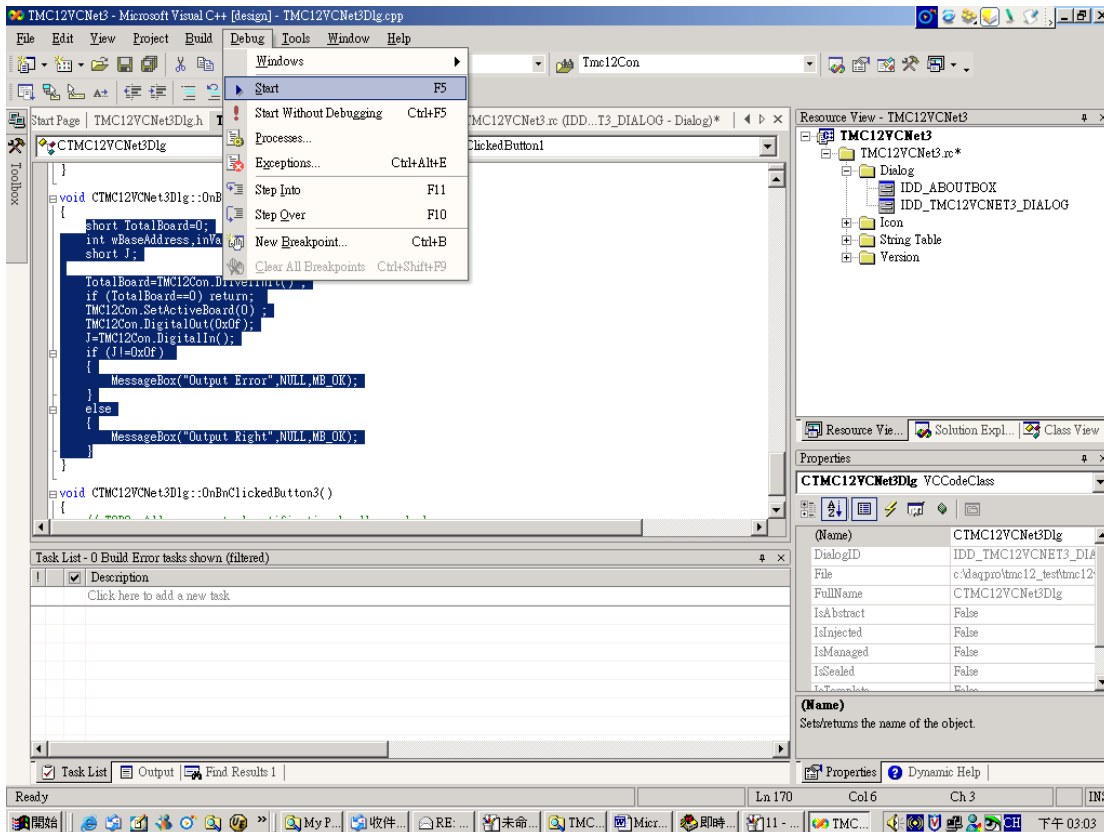 TMC12VCNet3 - Microsoft Visual C++ [design] - TMC12VCNet3Dlg.cpp
File Edit View Project Build Debug Tools Window Help
Tmc12Con
Windows
Start F5
Start Without Debugging Ctrl+F5
Processes...
Exceptions... Ctrl+Alt+E
Step Into F11
Step Over F10
New Breakpoint... Ctrl+B
Clear All Breakpoints Ctrl+Shift+F9
Start Page TMC12VCNet3Dlg.h MC12VCNet3.rc (IDD...T3_DIALOG - Dialog)*
CTMC12VCNet3Dlg ClickedButton1
Toolbox
}
void CTMC12VCNet3Dlg::OnB
{
short TotalBoard=0;
int wBaseAddress,inVa
short J;
TotalBoard=TMC12Con.DriverInit() ;
if (TotalBoard==0) return;
TMC12Con.SetActiveBoard(0) ;
TMC12Con.DigitalOut(0x0f);
J=TMC12Con.DigitalIn();
if (J!=0x0f)
{
MessageBox("Output Error",NULL,MB_OK);
}
else
{
MessageBox("Output Right",NULL,MB_OK);
}
}
void CTMC12VCNet3Dlg::OnBnClickedButton3()
{
Resource View - TMC12VCNet3
TMC12VCNet3
TMC12VCNet3.rc*
Dialog
IDD_ABOUTBOX
IDD_TMC12VCNET3_DIALOG
Icon
String Table
Version
Resource Vie... Solution Expl... Class View
Properties
CTMC12VCNet3Dlg VCCodeClass
(Name) CTMC12VCNet3Dlg
DialogID IDD_TMC12VCNET3_DIA
File c:\daqpro\tmc12_test\tmc12
FullName CTMC12VCNet3Dlg
IsAbstract False
IsInjected False
IsManaged False
IsSealed False
IsTemplate False
(Name)
Sets/returns the name of the object.
Properties Dynamic Help
Task List - 0 Build Error tasks shown (filtered)
! Description
Click here to add a new task
Task List Output Find Results 1
Ready Ln 170 Col 6 Ch 3 INS
開始 » My P... 收件... RE: ... 未命... TMC... Micr... 即時... 11 - ... TMC... CH 下午 03:03